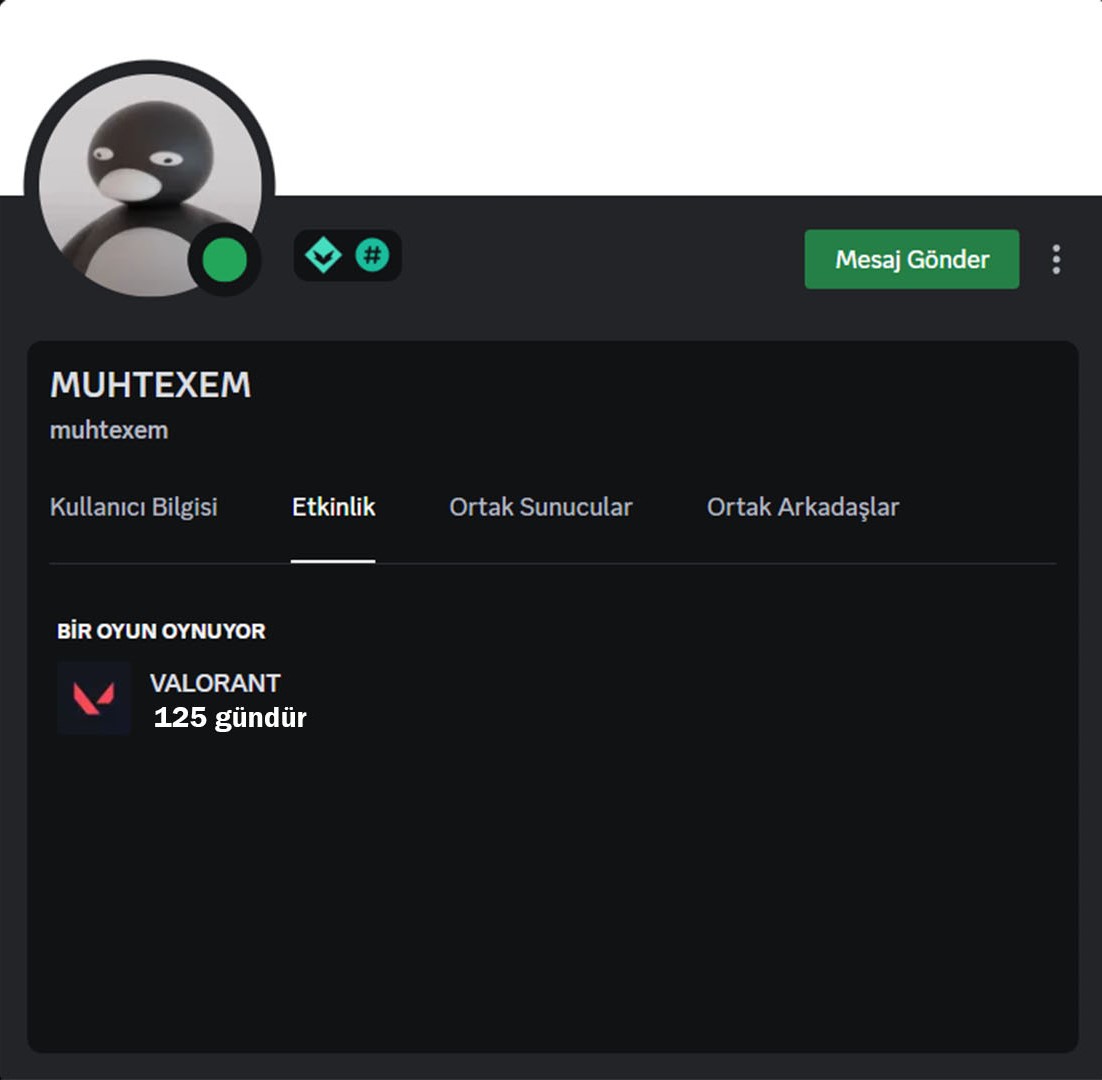 Mesaj Gönder
MUHTEXEM
muhtexem
Kullanıcı Bilgisi Etkinlik Ortak Sunucular Ortak Arkadaşlar
BİR OYUN OYNUYOR
VALORANT
125 gündür